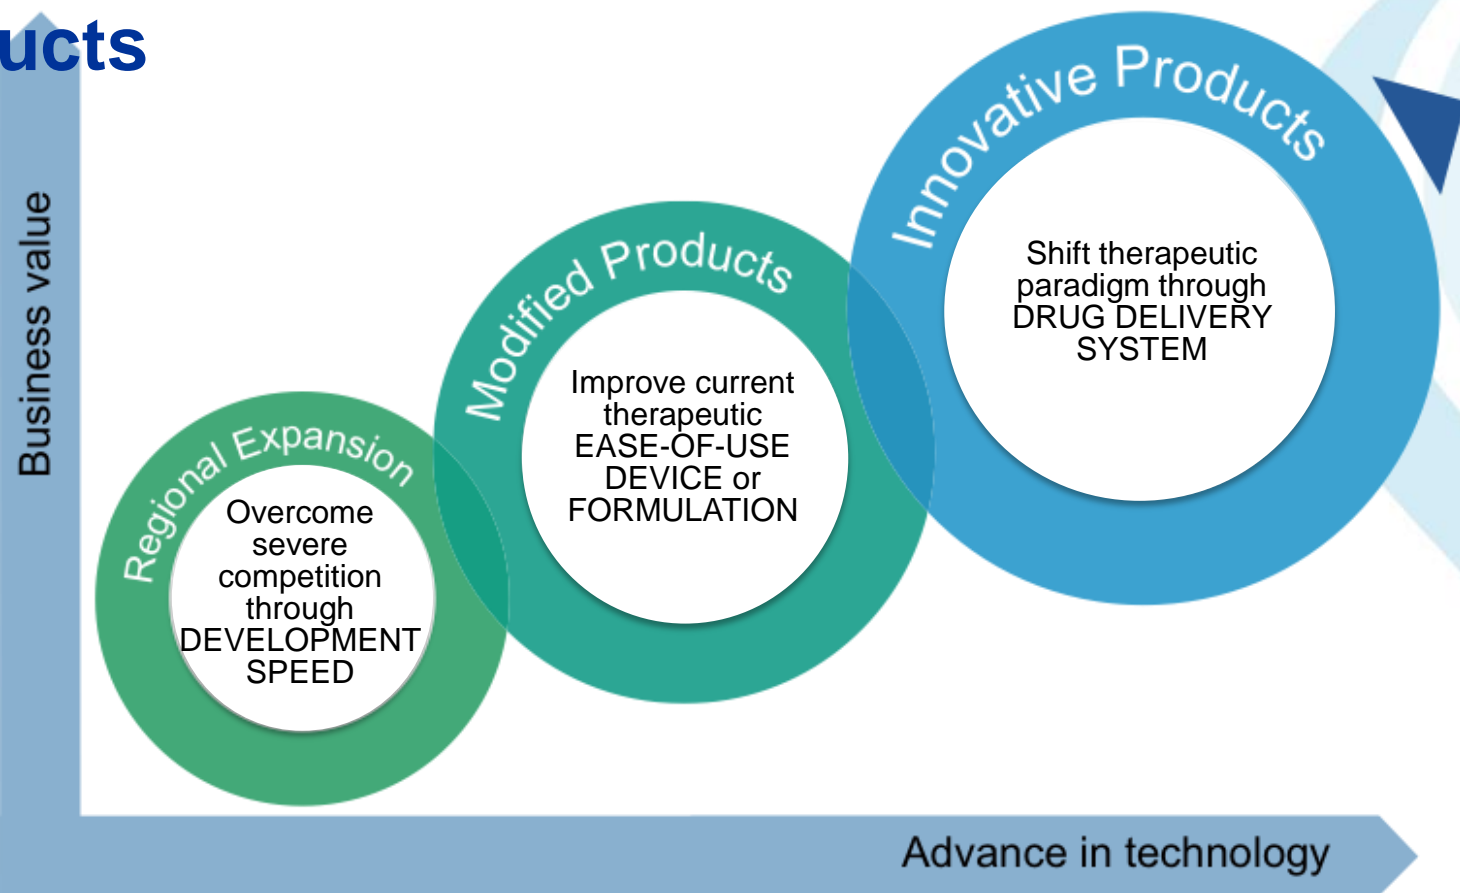 ucts
Business value
Regional Expansion
Overcome
severe
competition
through
DEVELOPMENT
SPEED
Modified Products
Improve current
therapeutic
EASE-OF-USE
DEVICE or
FORMULATION
Innovative Products
Shift therapeutic
paradigm through
DRUG DELIVERY
SYSTEM
Advance in technology